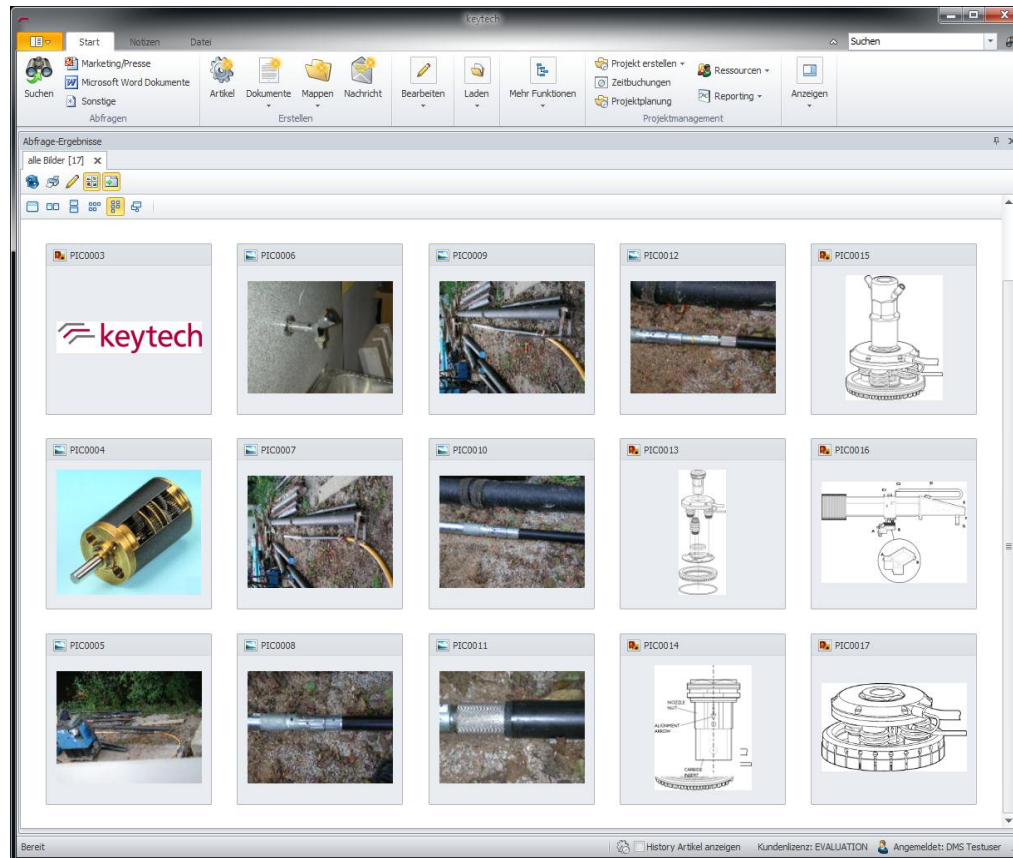 keytech
Start Notizen Datei
Suchen
Suchen
Marketing/Presse
Microsoft Word Dokumente
Sonstige
Abfragen
Artikel Dokumente Mappen Nachricht
Erstellen
Bearbeiten
Laden
Mehr Funktionen
Projekt erstellen
Zeitbuchungen
Projektplanung
Ressourcen
Reporting
Projektmanagement
Anzeigen
Abfrage-Ergebnisse
alle Bilder [17]
PIC0003 PIC0006 PIC0009 PIC0012 PIC0015
keytech
PIC0004 PIC0007 PIC0010 PIC0013 PIC0016
PIC0005 PIC0008 PIC0011 PIC0014 PIC0017
NOZZLE
NUT
ALIGNMENT
ARROW
CARBIDE
INSERT
Bereit
History Artikel anzeigen Kundenlizenz: EVALUATION Angemeldet: DMS Testuser